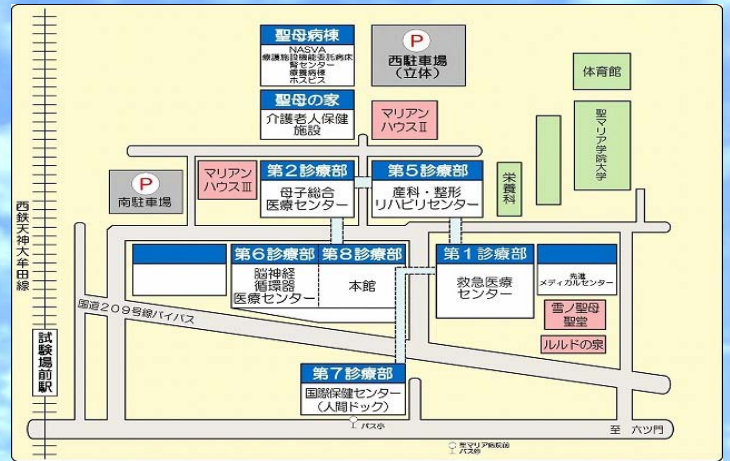 聖母病棟
NASVA
療護施設機能委託病床
腎センター
療養病床
ホスピス
P
西駐車場
(立体)
体育館
聖母の家
介護老人保健
施設
マリアン
ハウスⅡ
聖マリア学院大学
P
南駐車場
マリアン
ハウスⅢ
第2診療部
母子総合
医療センター
第5診療部
産科・整形
リハビリセンター
栄養科
西鉄天神大牟田線
第6診療部
脳神経
循環器
医療センター
第8診療部
本館
第1診療部
救急医療
センター
先進
メディカルセンター
雪ノ聖母
聖堂
ルルドの泉
国道209号線バイパス
試験場前駅
第7診療部
国際保健センター
(人間ドック)
バス停
至 六ツ門
聖マリア病院前
バス停